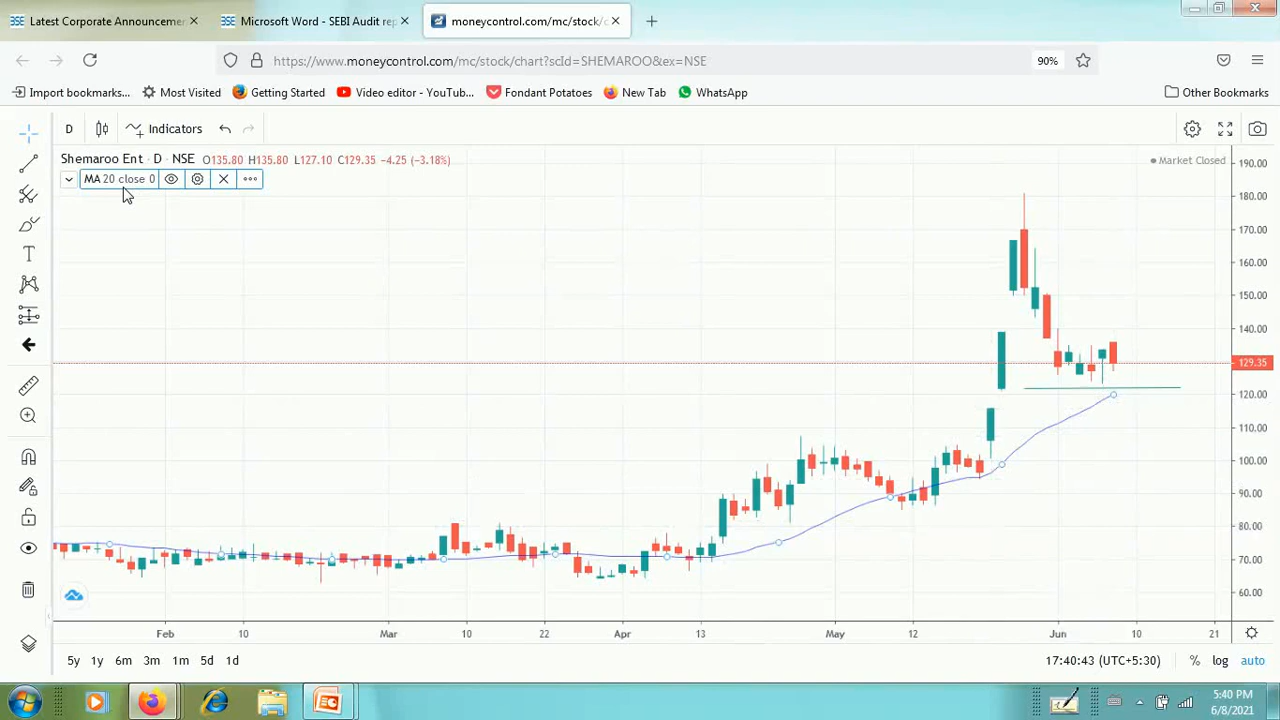 Latest Corporate Announcemen
Microsoft Word - SEBI Audit rep
moneycontrol.com/mc/stock/c
https://www.moneycontrol.com/mc/stock/chart?scId=SHEMAROO&ex=NSE
90%
Import bookmarks...
Most Visited
Getting Started
Video editor - YouTub...
Fondant Potatoes
New Tab
WhatsApp
Other Bookmarks
D
Indicators
Shemaroo Ent · D · NSE O135.80 H135.80 L127.10 C129.35 −4.25 (−3.18%)
Market Closed
MA 20 close 0
190.00
180.00
170.00
160.00
150.00
140.00
129.35
120.00
110.00
100.00
90.00
80.00
70.00
60.00
Feb 10 Mar 10 22 Apr 13 May 12 Jun 10 21
5y 1y 6m 3m 1m 5d 1d
17:40:43 (UTC+5:30) % log auto
5:40 PM
6/8/2021